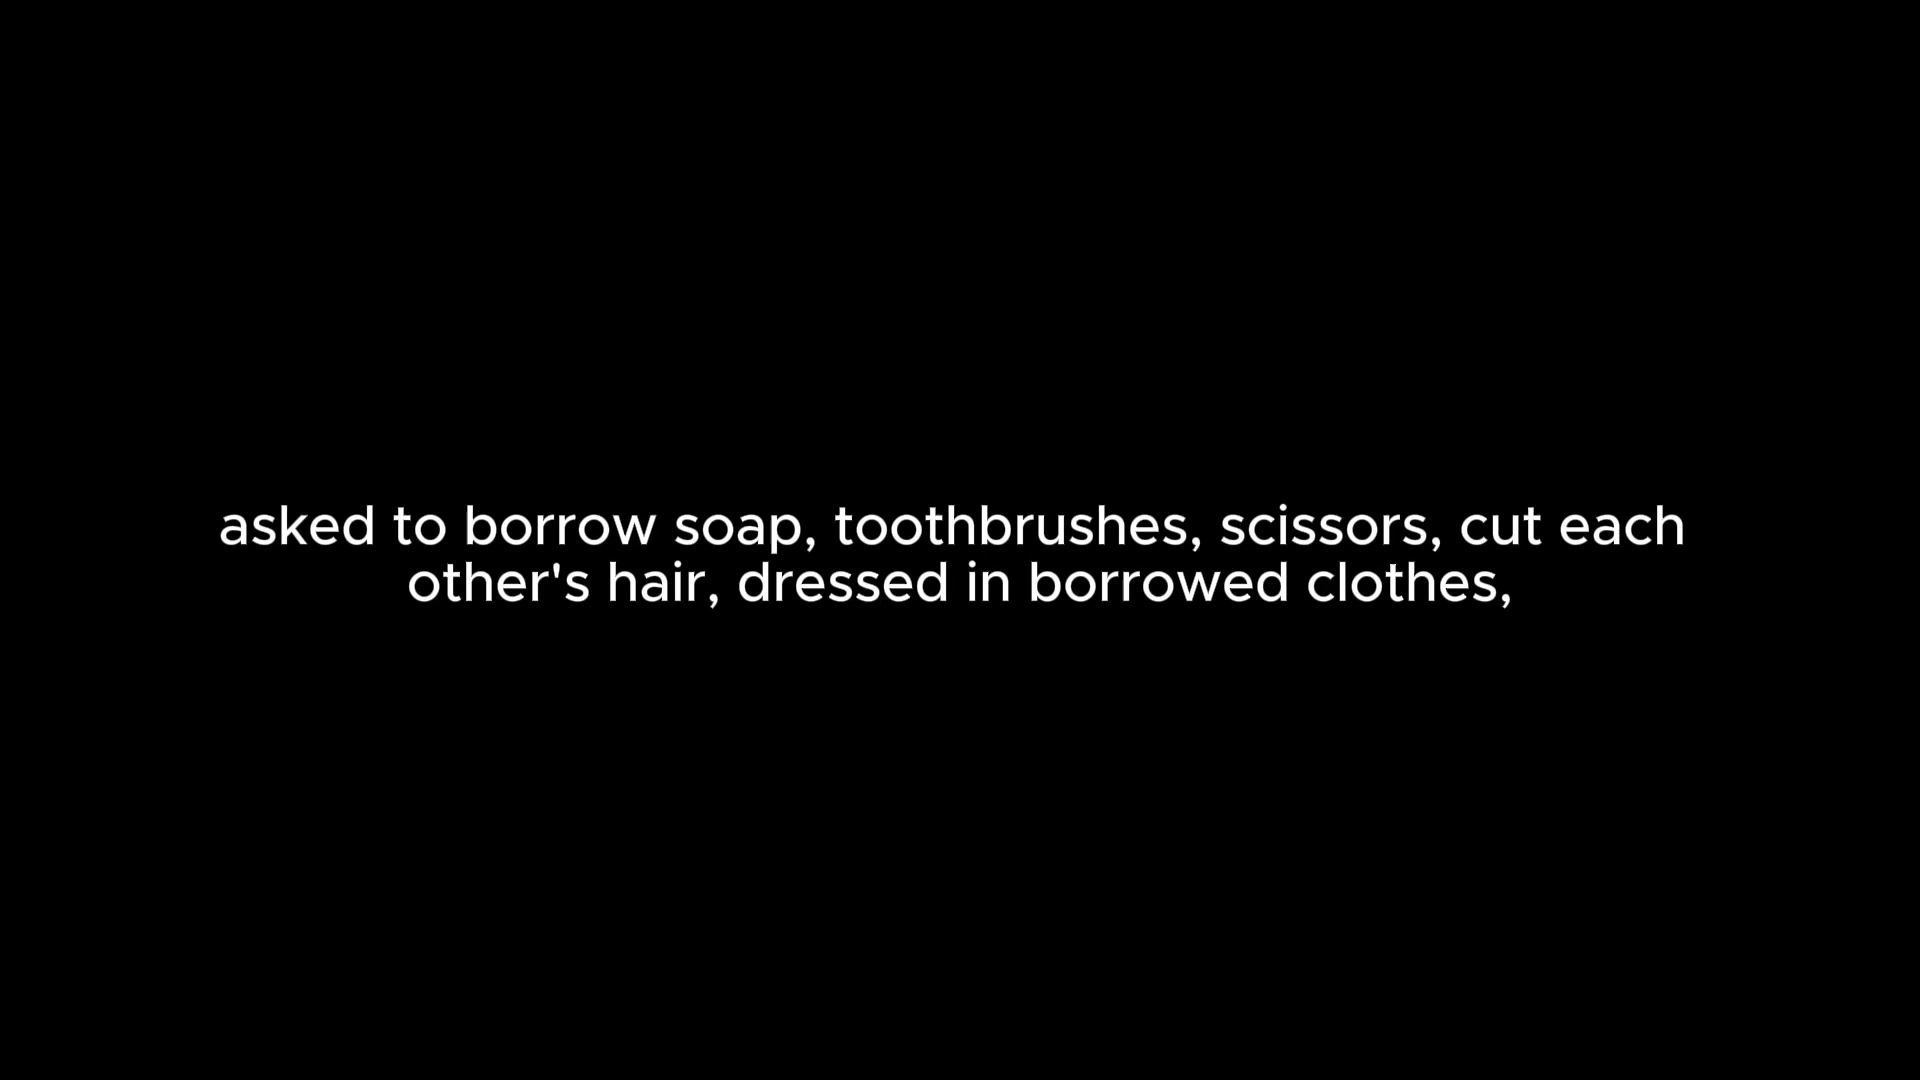 asked to borrow soap, toothbrushes, scissors, cut each
other's hair, dressed in borrowed clothes,